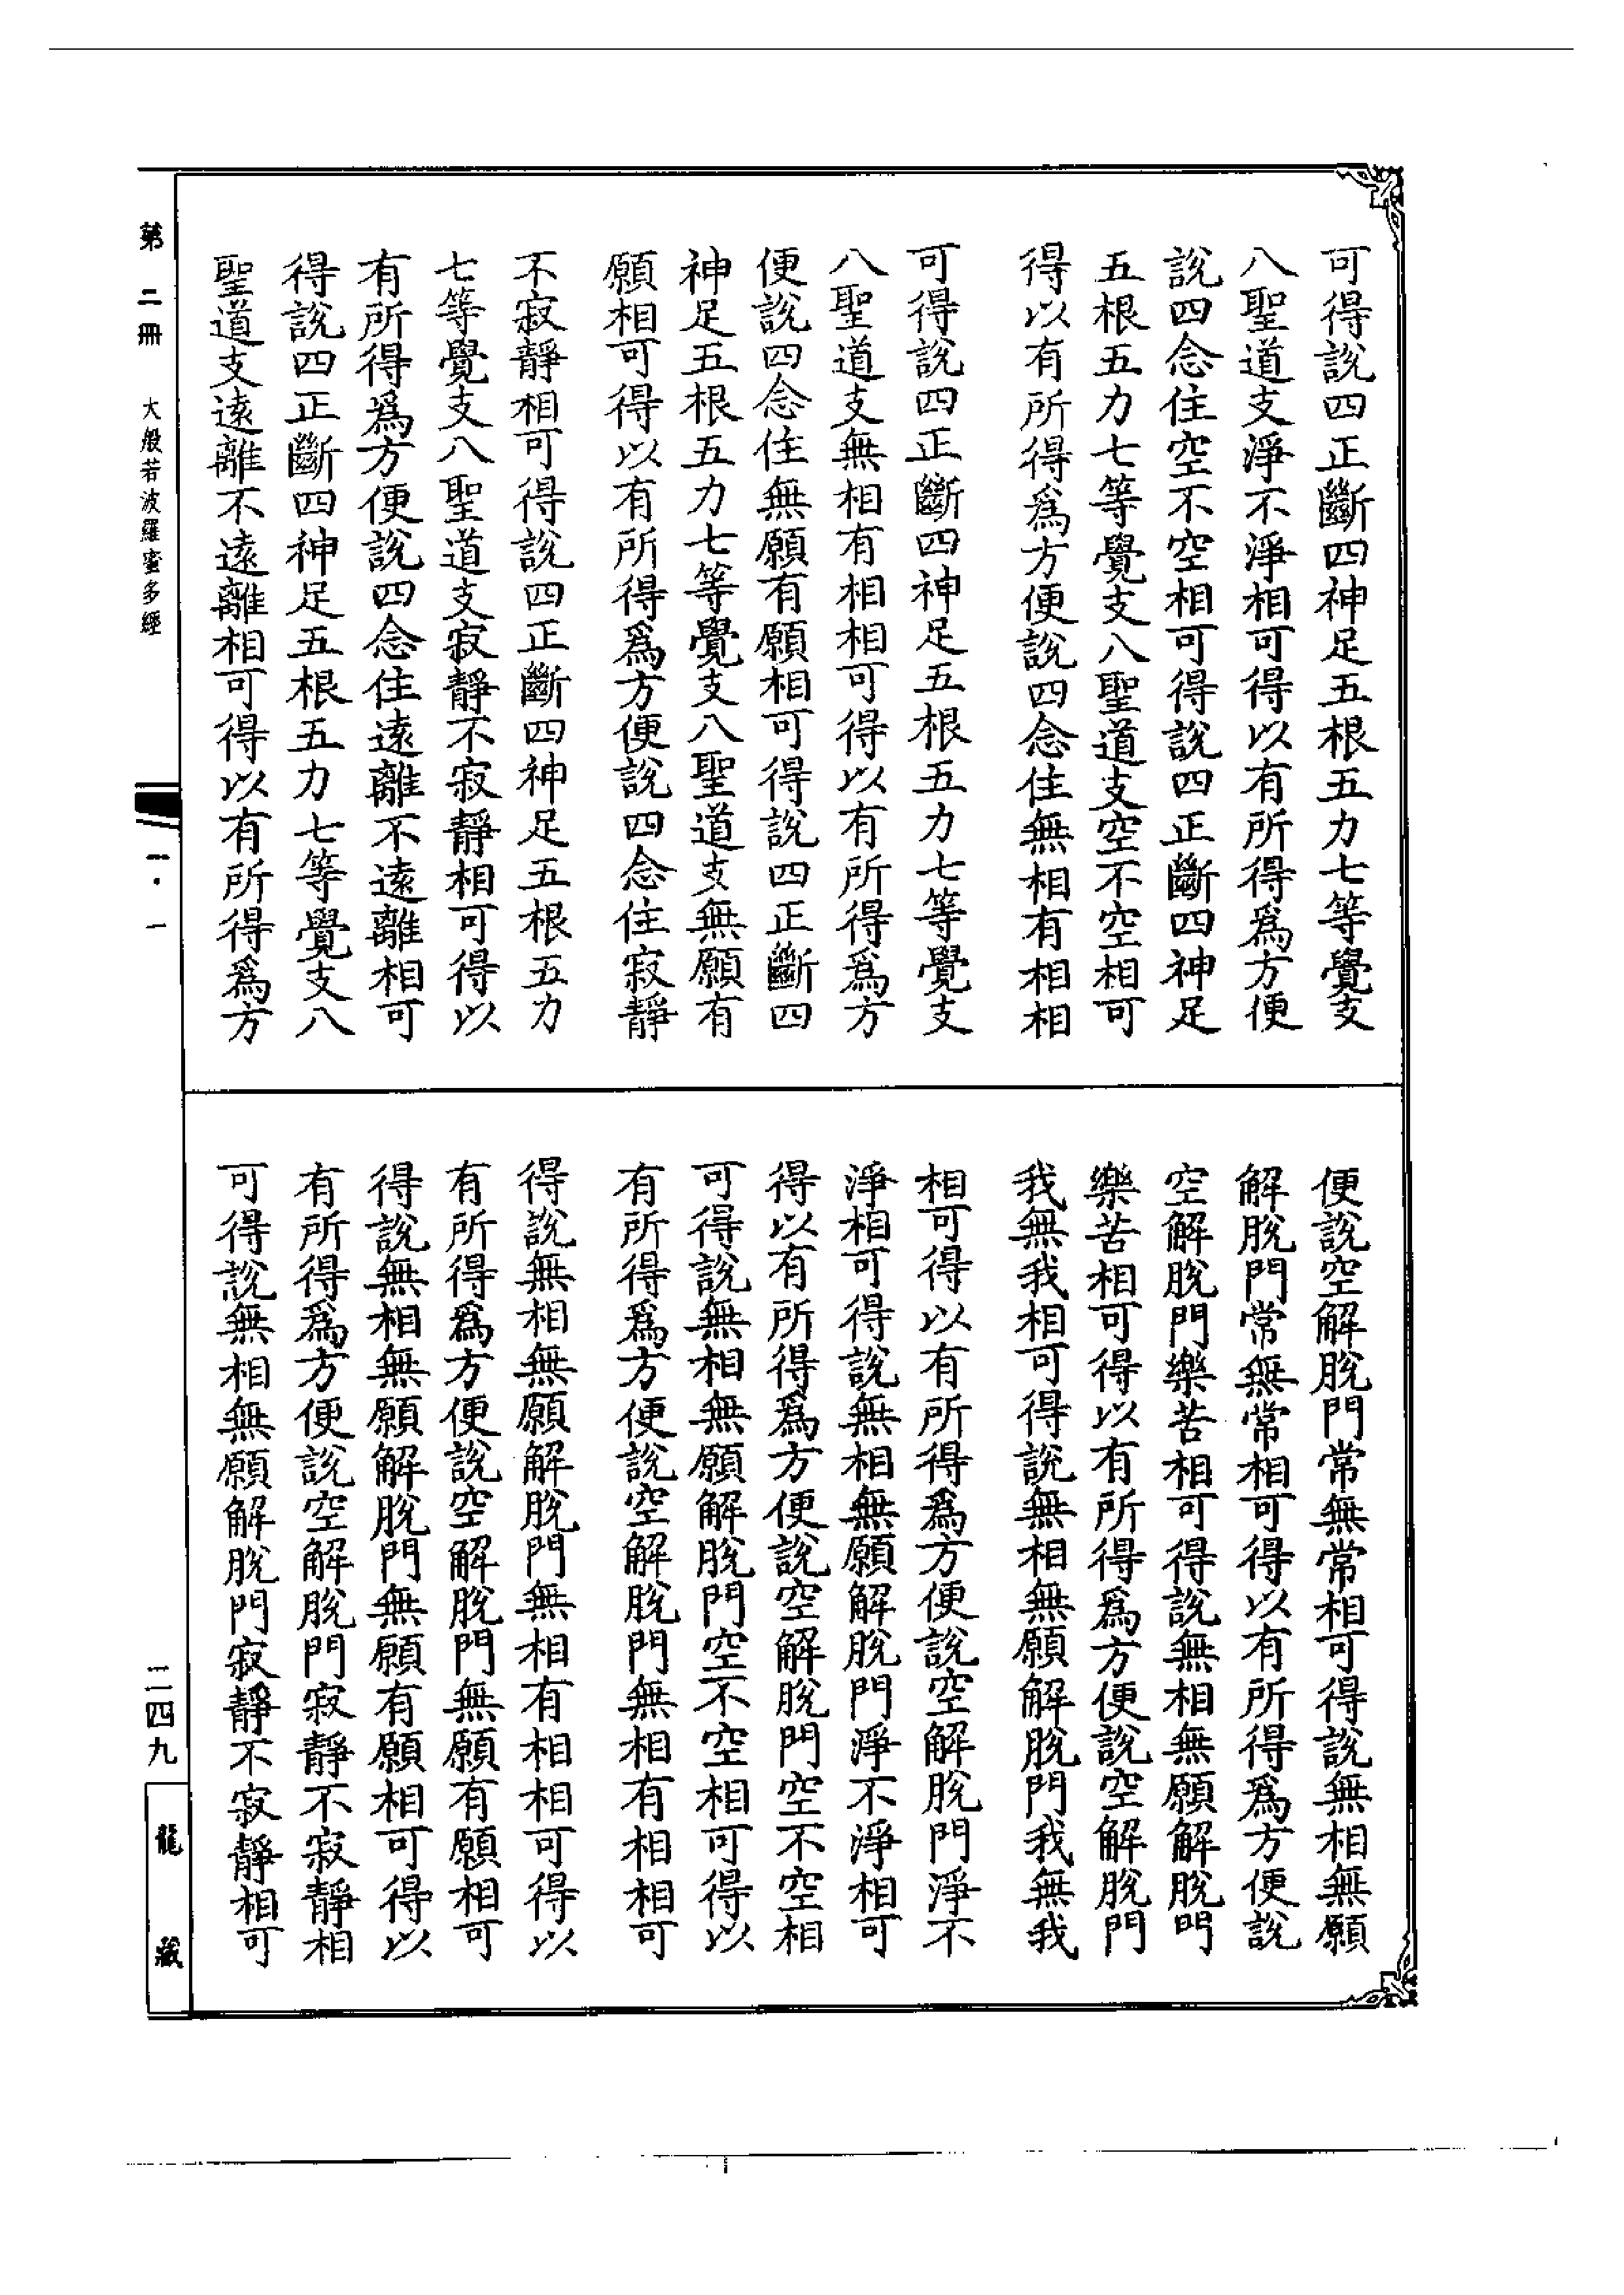 可得說四正斷四神足五根五力七等覺支
八聖道支淨不淨相可得以有所得爲方便
說四念住空不空相可得說四正斷四神足
五根五力七等覺支八聖道支空不空相可
得以有所得爲方便說四念住無相有相相
可得說四正斷四神足五根五力七等覺支
八聖道支無相有相相可得以有所得爲方
便說四念住無願有願相可得說四正斷四
神足五根五力七等覺支八聖道支無願有
願相可得以有所得爲方便說四念住寂靜
不寂靜相可得說四正斷四神足五根五力
七等覺支八聖道支寂靜不寂靜相可得以
有所得爲方便說四念住遠離不遠離相可
得說四正斷四神足五根五力七等覺支八
聖道支遠離不遠離相可得以有所得爲方
便說空解脫門常無常相可得說無相無願
解脫門常無常相可得以有所得爲方便說
空解脫門樂苦相可得說無相無願解脫門
樂苦相可得以有所得爲方便說空解脫門
我無我相可得說無相無願解脫門我無我
相可得以有所得爲方便說空解脫門淨不
淨相可得說無相無願解脫門淨不淨相可
得以有所得爲方便說空解脫門空不空相
可得說無相無願解脫門空不空相可得以
有所得爲方便說空解脫門無相有相相可
得說無相無願解脫門無相有相相可得以
有所得爲方便說空解脫門無願有願相可
得說無相無願解脫門無願有願相可得以
有所得爲方便說空解脫門寂靜不寂靜相
可得說無相無願解脫門寂靜不寂靜相可
第二冊 大般若波羅蜜多經
一·一
二四九
龍藏